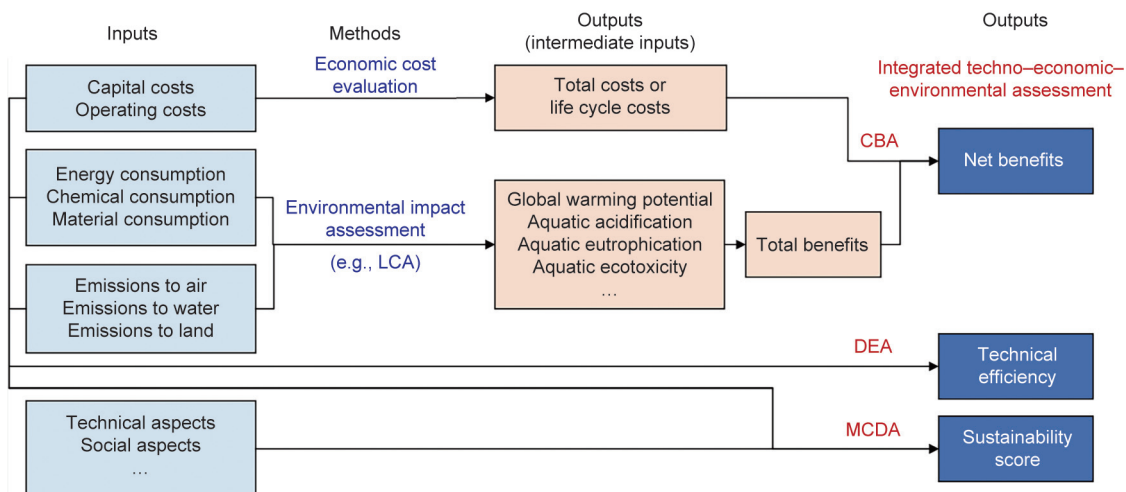 Inputs
Methods
Outputs
(intermediate inputs)
Outputs
Integrated techno–economic–
environmental assessment
Capital costs
Operating costs
Economic cost
evaluation
Total costs or
life cycle costs
CBA
Net benefits
Energy consumption
Chemical consumption
Material consumption
Environmental impact
assessment
(e.g., LCA)
Global warming potential
Aquatic acidification
Aquatic eutrophication
Aquatic ecotoxicity
…
Total benefits
Emissions to air
Emissions to water
Emissions to land
DEA
Technical
efficiency
Technical aspects
Social aspects
…
MCDA
Sustainability
score